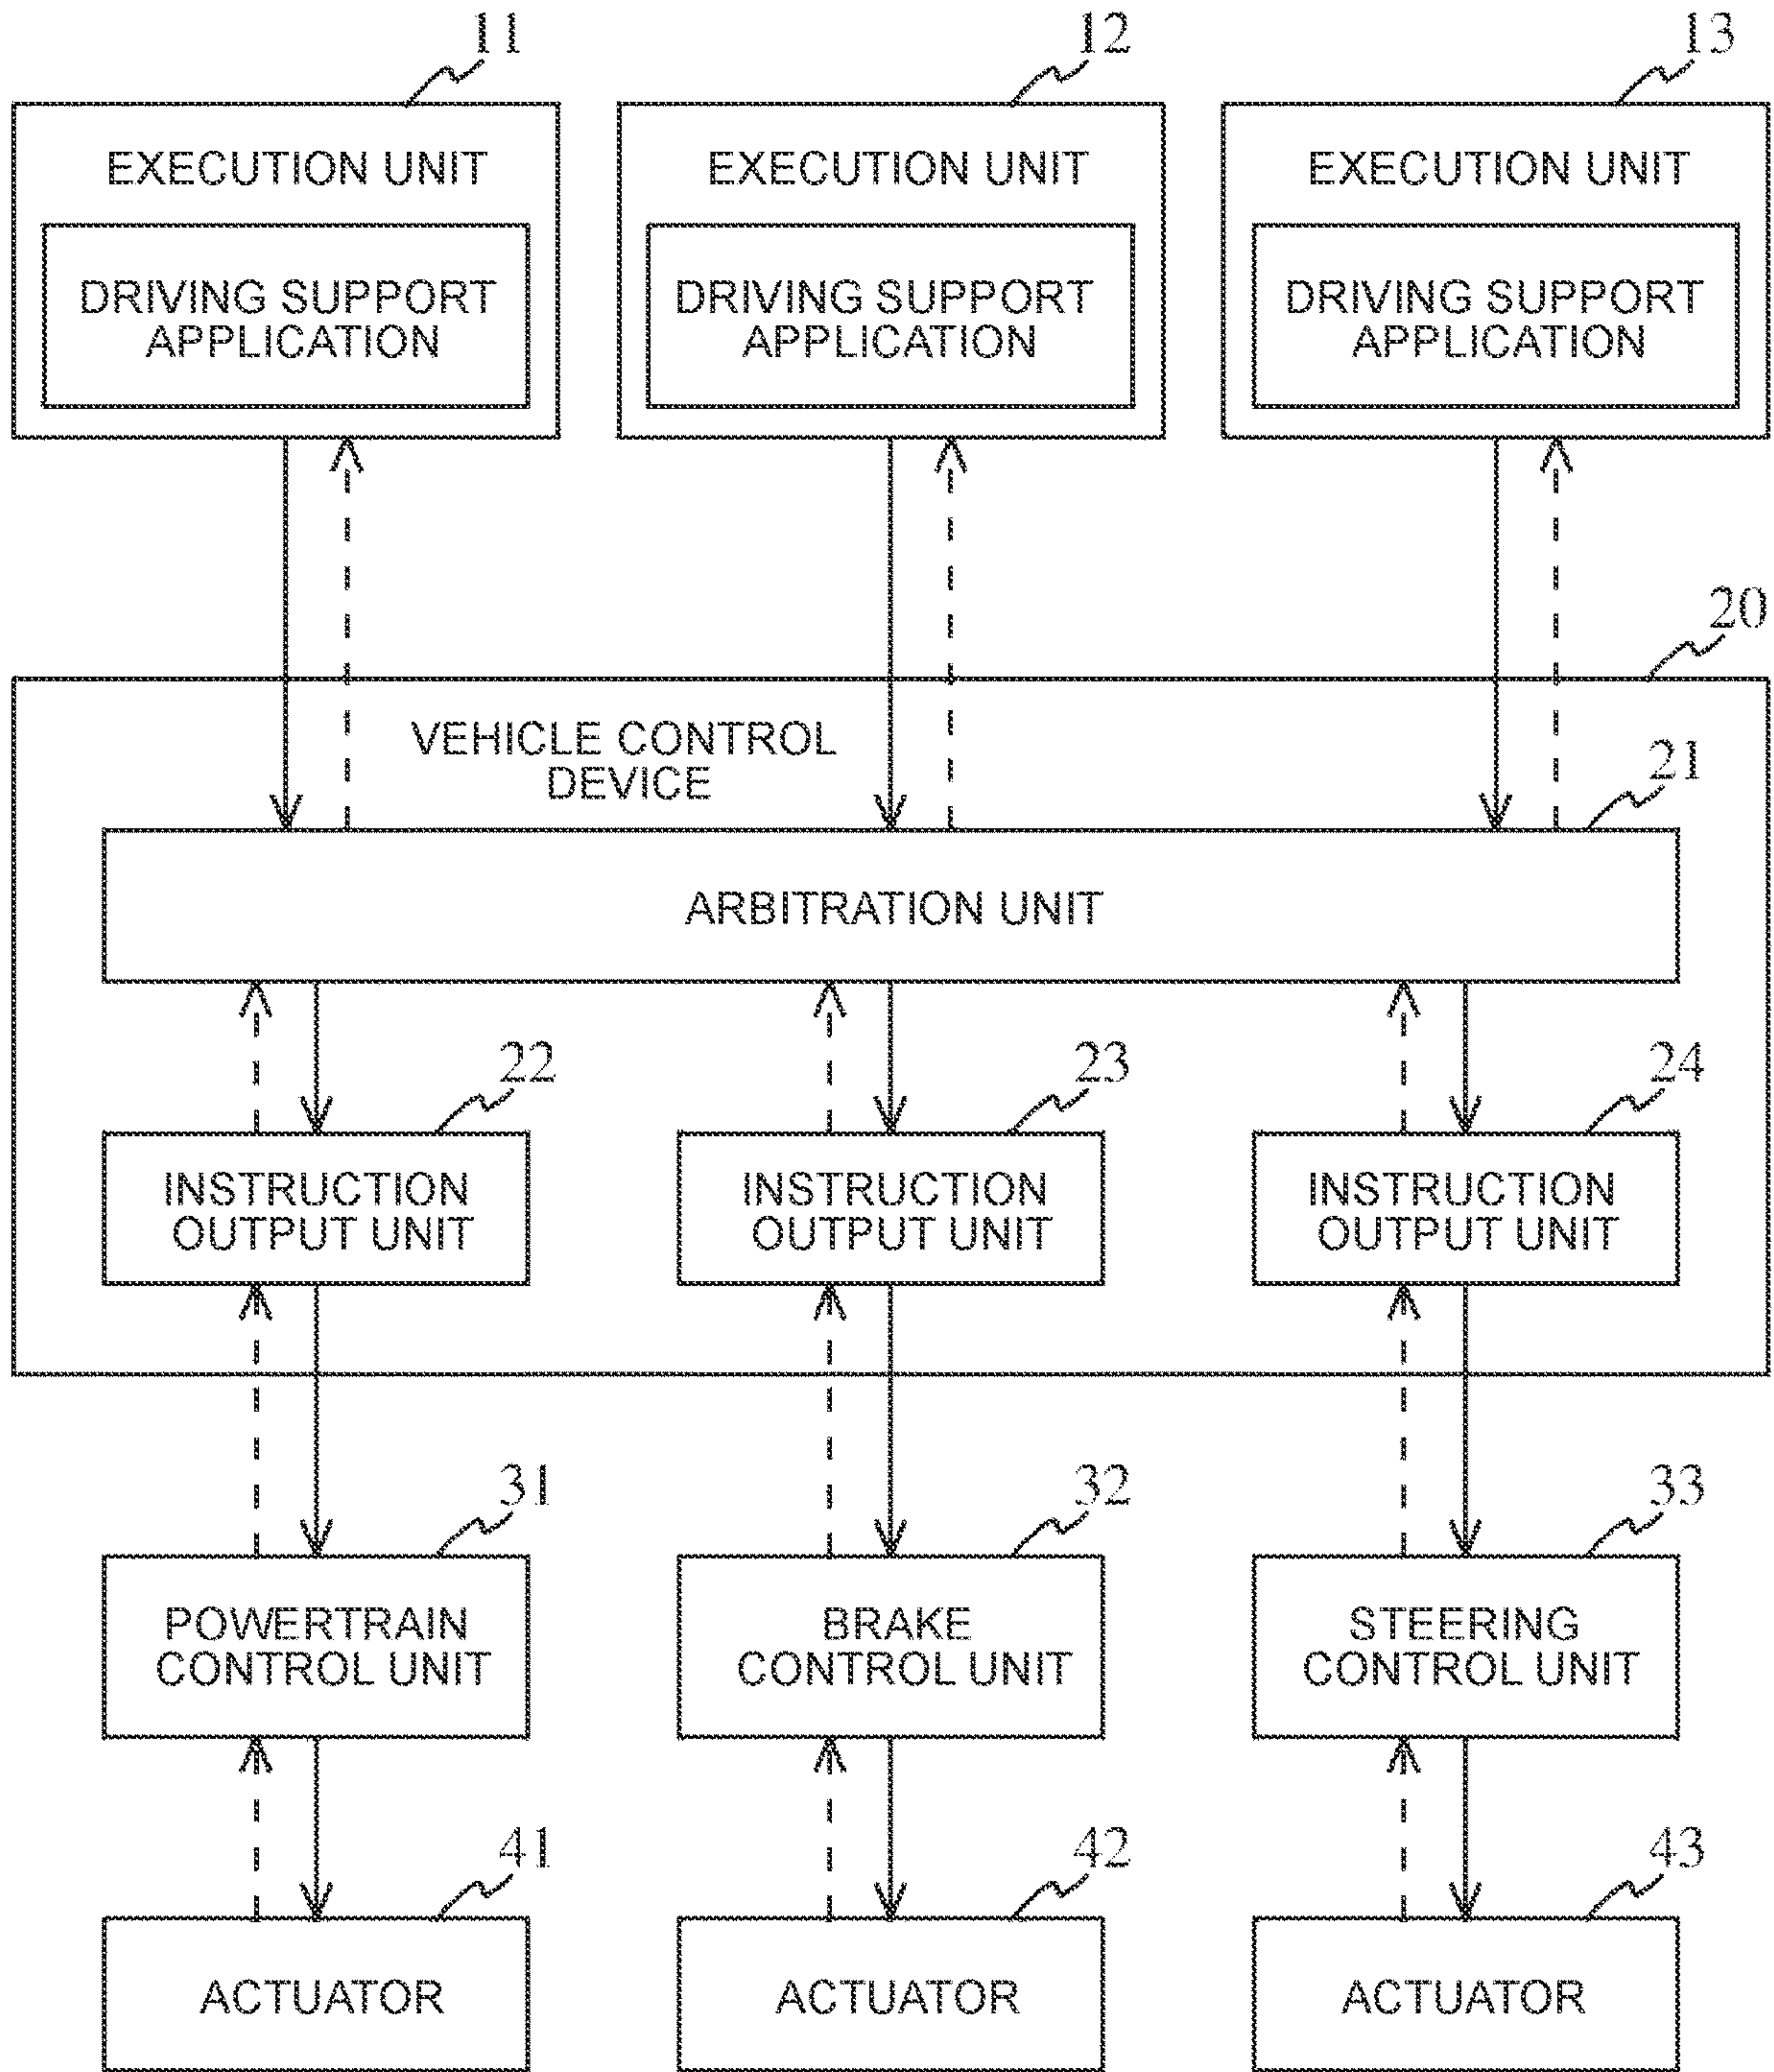 11
12
13
EXECUTION UNIT
EXECUTION UNIT
EXECUTION UNIT
DRIVING SUPPORT
APPLICATION
DRIVING SUPPORT
APPLICATION
DRIVING SUPPORT
APPLICATION
20
VEHICLE CONTROL
DEVICE
21
ARBITRATION UNIT
22
23
24
INSTRUCTION
OUTPUT UNIT
INSTRUCTION
OUTPUT UNIT
INSTRUCTION
OUTPUT UNIT
31
32
33
POWERTRAIN
CONTROL UNIT
BRAKE
CONTROL UNIT
STEERING
CONTROL UNIT
41
42
43
ACTUATOR
ACTUATOR
ACTUATOR